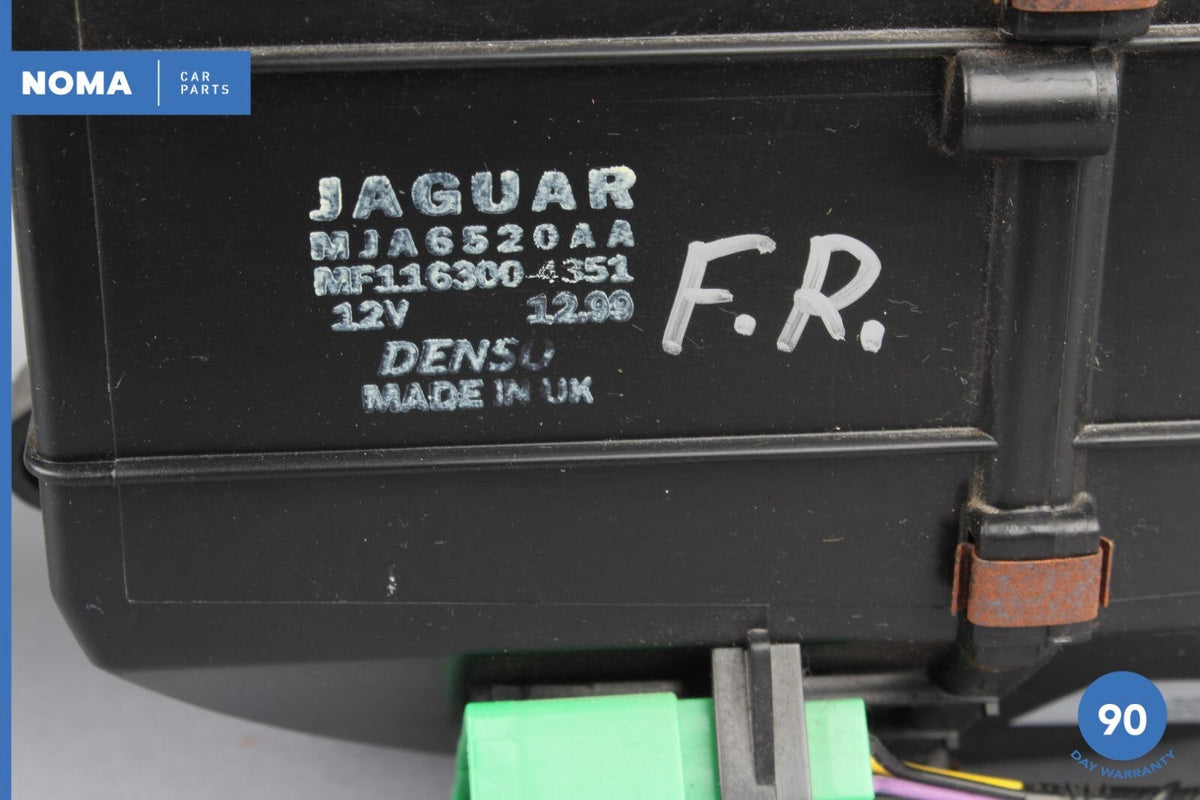 NOMA CAR PARTS
JAGUAR
MJA6520AA
MF116300-4351
12V 12.99
DENSO
MADE IN UK
F.R.
90
DAY WARRANTY